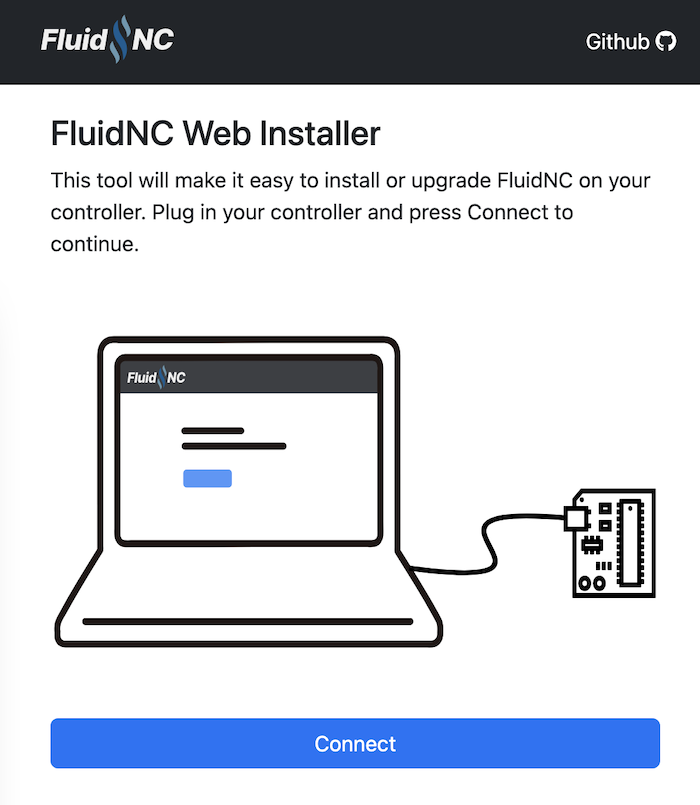 FluidNC
Github
FluidNC Web Installer
This tool will make it easy to install or upgrade FluidNC on your
controller. Plug in your controller and press Connect to
continue.
FluidNC
Connect